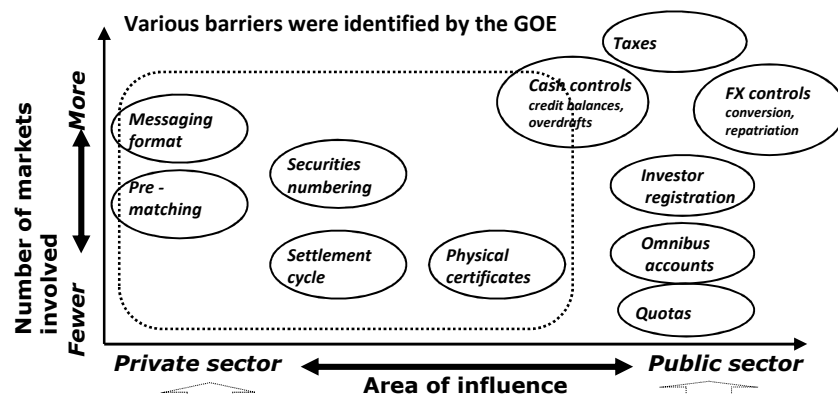 Various barriers were identified by the GOE
Taxes
Cash controls
credit balances,
overdrafts
FX controls
conversion,
repatriation
Messaging
format
Securities
numbering
Pre -
matching
Investor
registration
Settlement
cycle
Physical
certificates
Omnibus
accounts
Quotas
Number of markets
involved
More
Fewer
Private sector
Public sector
Area of influence